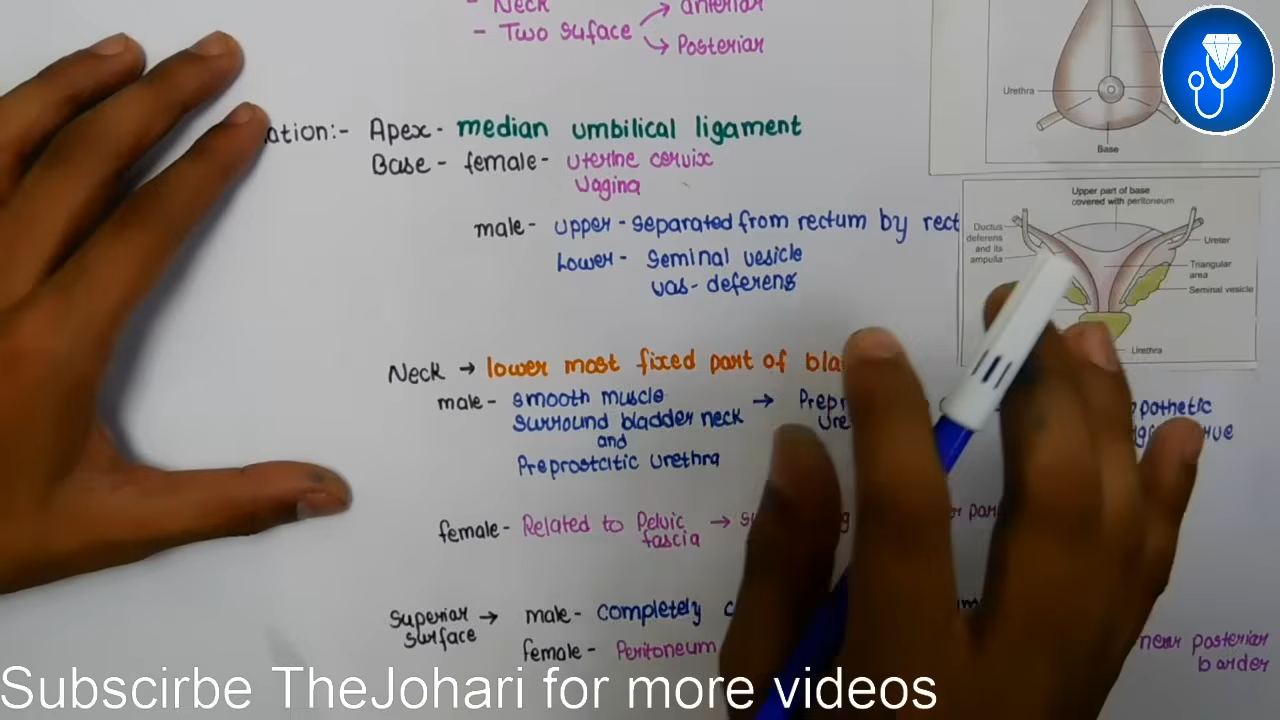 - Neck
- Two suface
anterior
Posterior
Urethra
Base
ation:- Apex- median umbilical ligament
Base - female- Uterine cervix
Vagina
male- Upper - separated from rectum by rect
Lower - Seminal vesicle
vas- deferens
Upper part of base
covered with peritoneum
Ductus
deferens
and its
ampulla
Ureter
Triangular
area
Seminal vesicle
Urethra
Neck → lower most fixed part of bla
male- smooth muscle
surround bladder neck →
and
Preprostatic urethra
Prepr
Ure
pothetic
female- Related to Pelvic →
fascia
par
Superior → male- completely c
surface
female- Peritoneum
near posterior
border
Subscirbe TheJohari for more videos